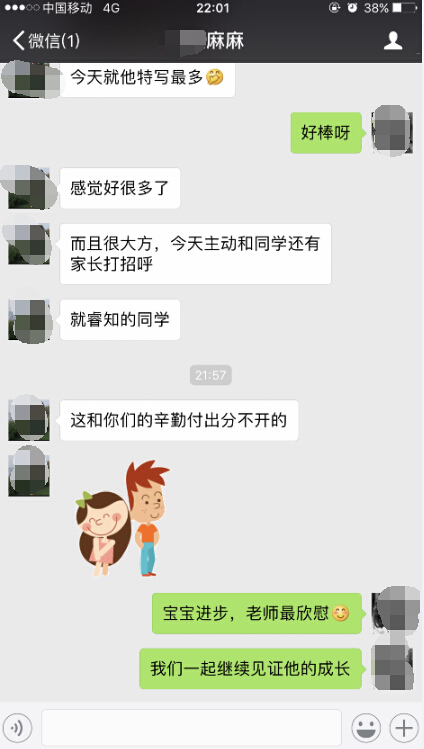 中国移动 4G 22:01 38%
微信(1) 麻麻
今天就他特写最多
好棒呀
感觉好很多了
而且很大方，今天主动和同学还有
家长打招呼
就睿知的同学
21:57
这和你们的辛勤付出分不开的
宝宝进步，老师最欣慰
我们一起继续见证他的成长